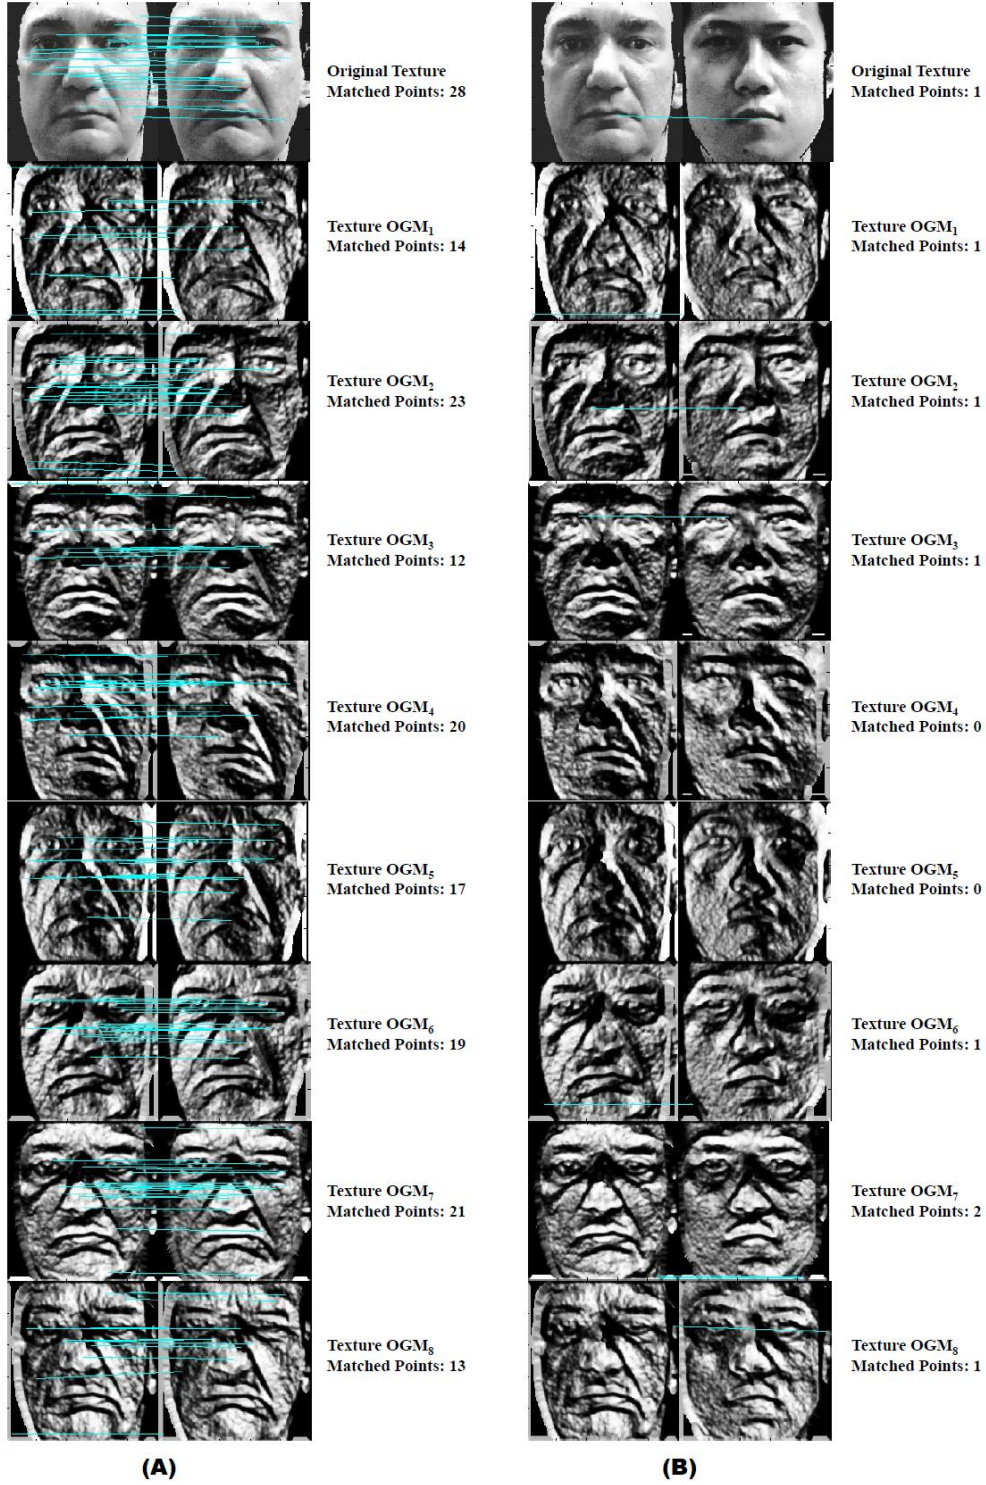 Original Texture
Matched Points: 28
Original Texture
Matched Points: 1
Texture OGM₁
Matched Points: 14
Texture OGM₁
Matched Points: 1
Texture OGM₂
Matched Points: 23
Texture OGM₂
Matched Points: 1
Texture OGM₃
Matched Points: 12
Texture OGM₃
Matched Points: 1
Texture OGM₄
Matched Points: 20
Texture OGM₄
Matched Points: 0
Texture OGM₅
Matched Points: 17
Texture OGM₅
Matched Points: 0
Texture OGM₆
Matched Points: 19
Texture OGM₆
Matched Points: 1
Texture OGM₇
Matched Points: 21
Texture OGM₇
Matched Points: 2
Texture OGM₈
Matched Points: 13
Texture OGM₈
Matched Points: 1
(A)
(B)